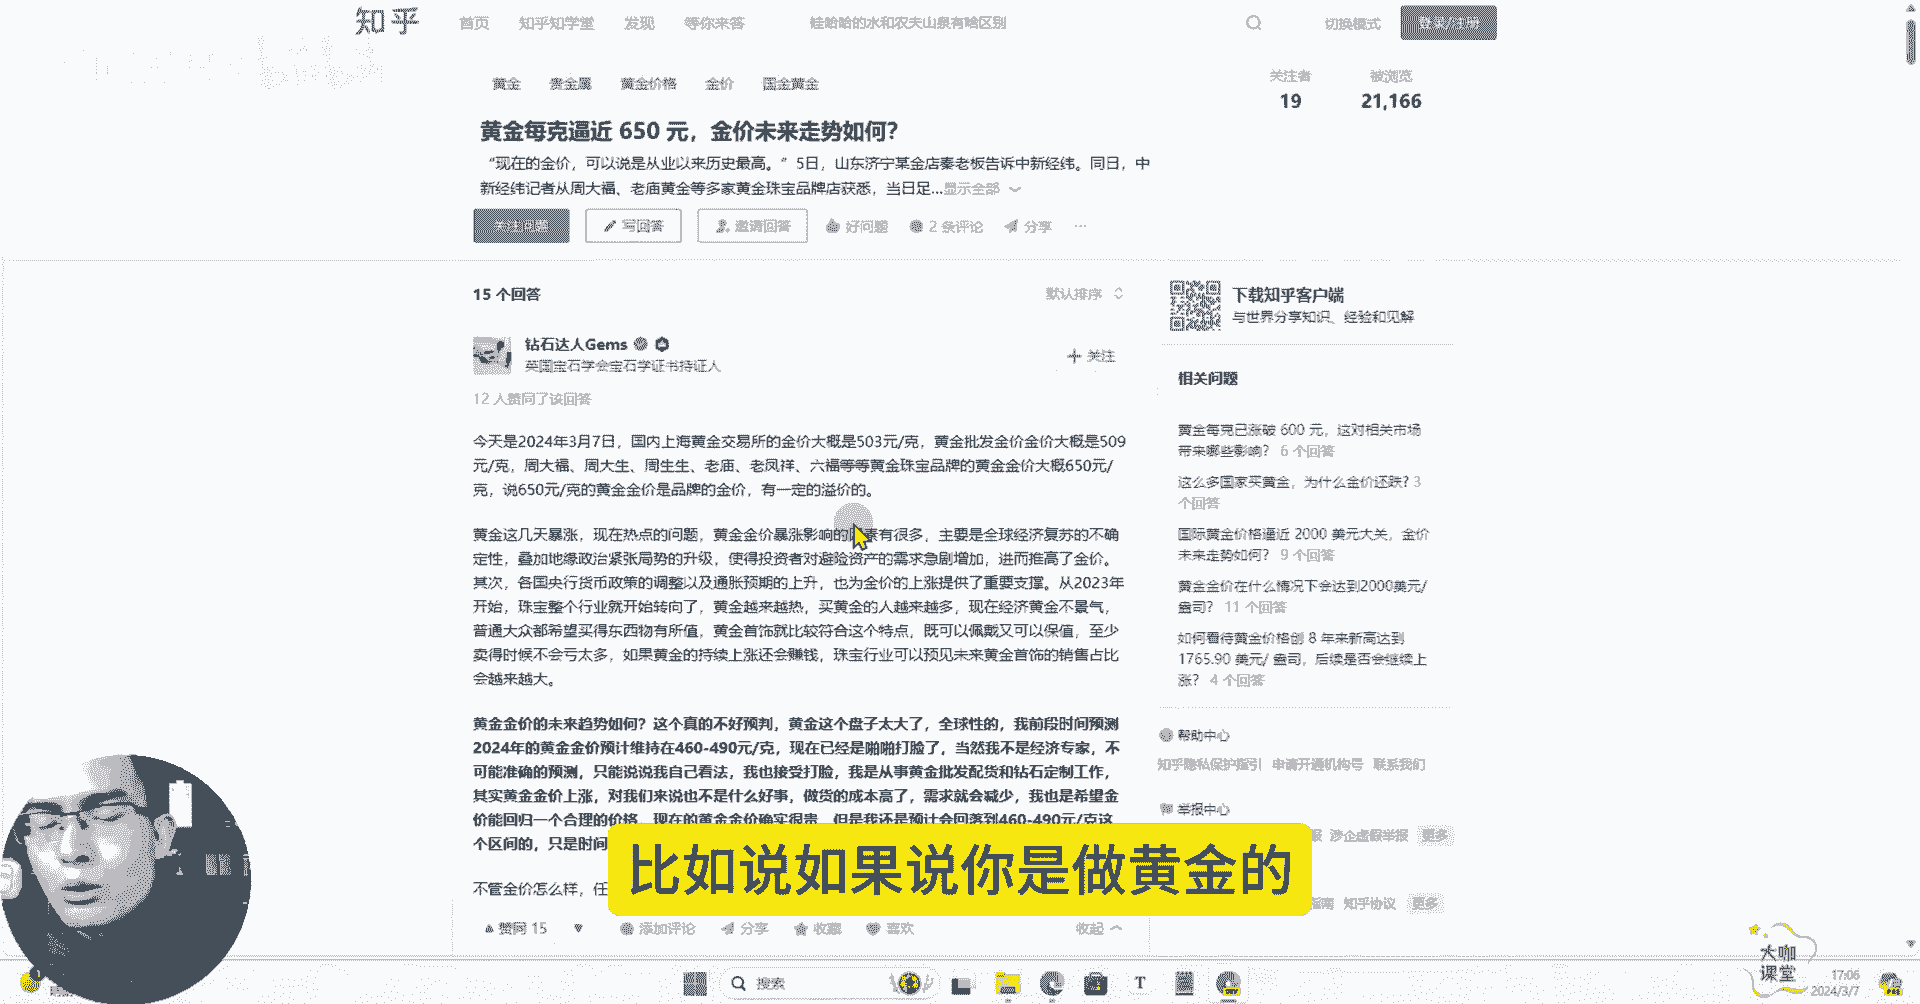 知乎 首页 知乎知学堂 发现 等你来答 娃哈哈的水和农夫山泉有啥区别 切换模式 登录/注册
黄金 贵金属 黄金价格 金价 国金黄金
关注者 被浏览
19 21,166
黄金每克逼近 650 元，金价未来走势如何？
“现在的金价，可以说是从业以来历史最高。”5日，山东济宁某金店秦老板告诉中新经纬。同日，中
新经纬记者从周大福、老庙黄金等多家黄金珠宝品牌店获悉，当日足...显示全部
关注问题 写回答 邀请回答 好问题 2 条评论 分享 ...
15 个回答 默认排序
钻石达人Gems
英国宝石学会宝石学证书持证人
+ 关注
12 人赞同了该回答
今天是2024年3月7日，国内上海黄金交易所的金价大概是503元/克，黄金批发金价金价大概是509
元/克，周大福、周大生、周生生、老庙、老凤祥、六福等等黄金珠宝品牌的黄金金价大概650元/
克，说650元/克的黄金金价是品牌的金价，有一定的溢价的。
黄金这几天暴涨，现在热点的问题，黄金金价暴涨影响的因素有很多，主要是全球经济复苏的不确
定性，叠加地缘政治紧张局势的升级，使得投资者对避险资产的需求急剧增加，进而推高了金价。
其次，各国央行货币政策的调整以及通胀预期的上升，也为金价的上涨提供了重要支撑。从2023年
开始，珠宝整个行业就开始转向了，黄金越来越热，买黄金的人越来越多，现在经济黄金不景气，
普通大众都希望买得东西物有所值，黄金首饰就比较符合这个特点，既可以佩戴又可以保值，至少
卖得时候不会亏太多，如果黄金的持续上涨还会赚钱，珠宝行业可以预见未来黄金首饰的销售占比
会越来越大。
黄金金价的未来趋势如何？这个真的不好预判，黄金这个盘子太大了，全球性的，我前段时间预测
2024年的黄金金价预计维持在460-490元/克，现在已经是啪啪打脸了，当然我不是经济专家，不
可能准确的预测，只能说说我自己看法，我也接受打脸，我是从事黄金批发配货和钻石定制工作，
其实黄金金价上涨，对我们来说也不是什么好事，做货的成本高了，需求就会减少，我也是希望金
价能回归一个合理的价格，现在的黄金金价确实很贵，但是我还是预计会回落到460-490元/克这
个区间的，只是时间
不管金价怎么样，任
赞同 15 添加评论 分享 收藏 喜欢 收起
下载知乎客户端
与世界分享知识、经验和见解
相关问题
黄金每克已涨破 600 元，这对相关市场
带来哪些影响？ 6 个回答
这么多国家买黄金，为什么金价还跌？ 3
个回答
国际黄金价格逼近 2000 美元大关，金价
未来走势如何？ 9 个回答
黄金金价在什么情况下会达到2000美元/
盎司？ 11 个回答
如何看待黄金价格创 8 年来新高达到
1765.90 美元/ 盎司，后续是否会继续上
涨？ 4 个回答
帮助中心
知乎隐私保护指引 申请开通机构号 联系我们
举报中心
涉企虚假举报 更多
指南 知乎协议 更多
比如说如果说你是做黄金的
大咖
课堂
搜索
17:06
2024/3/7